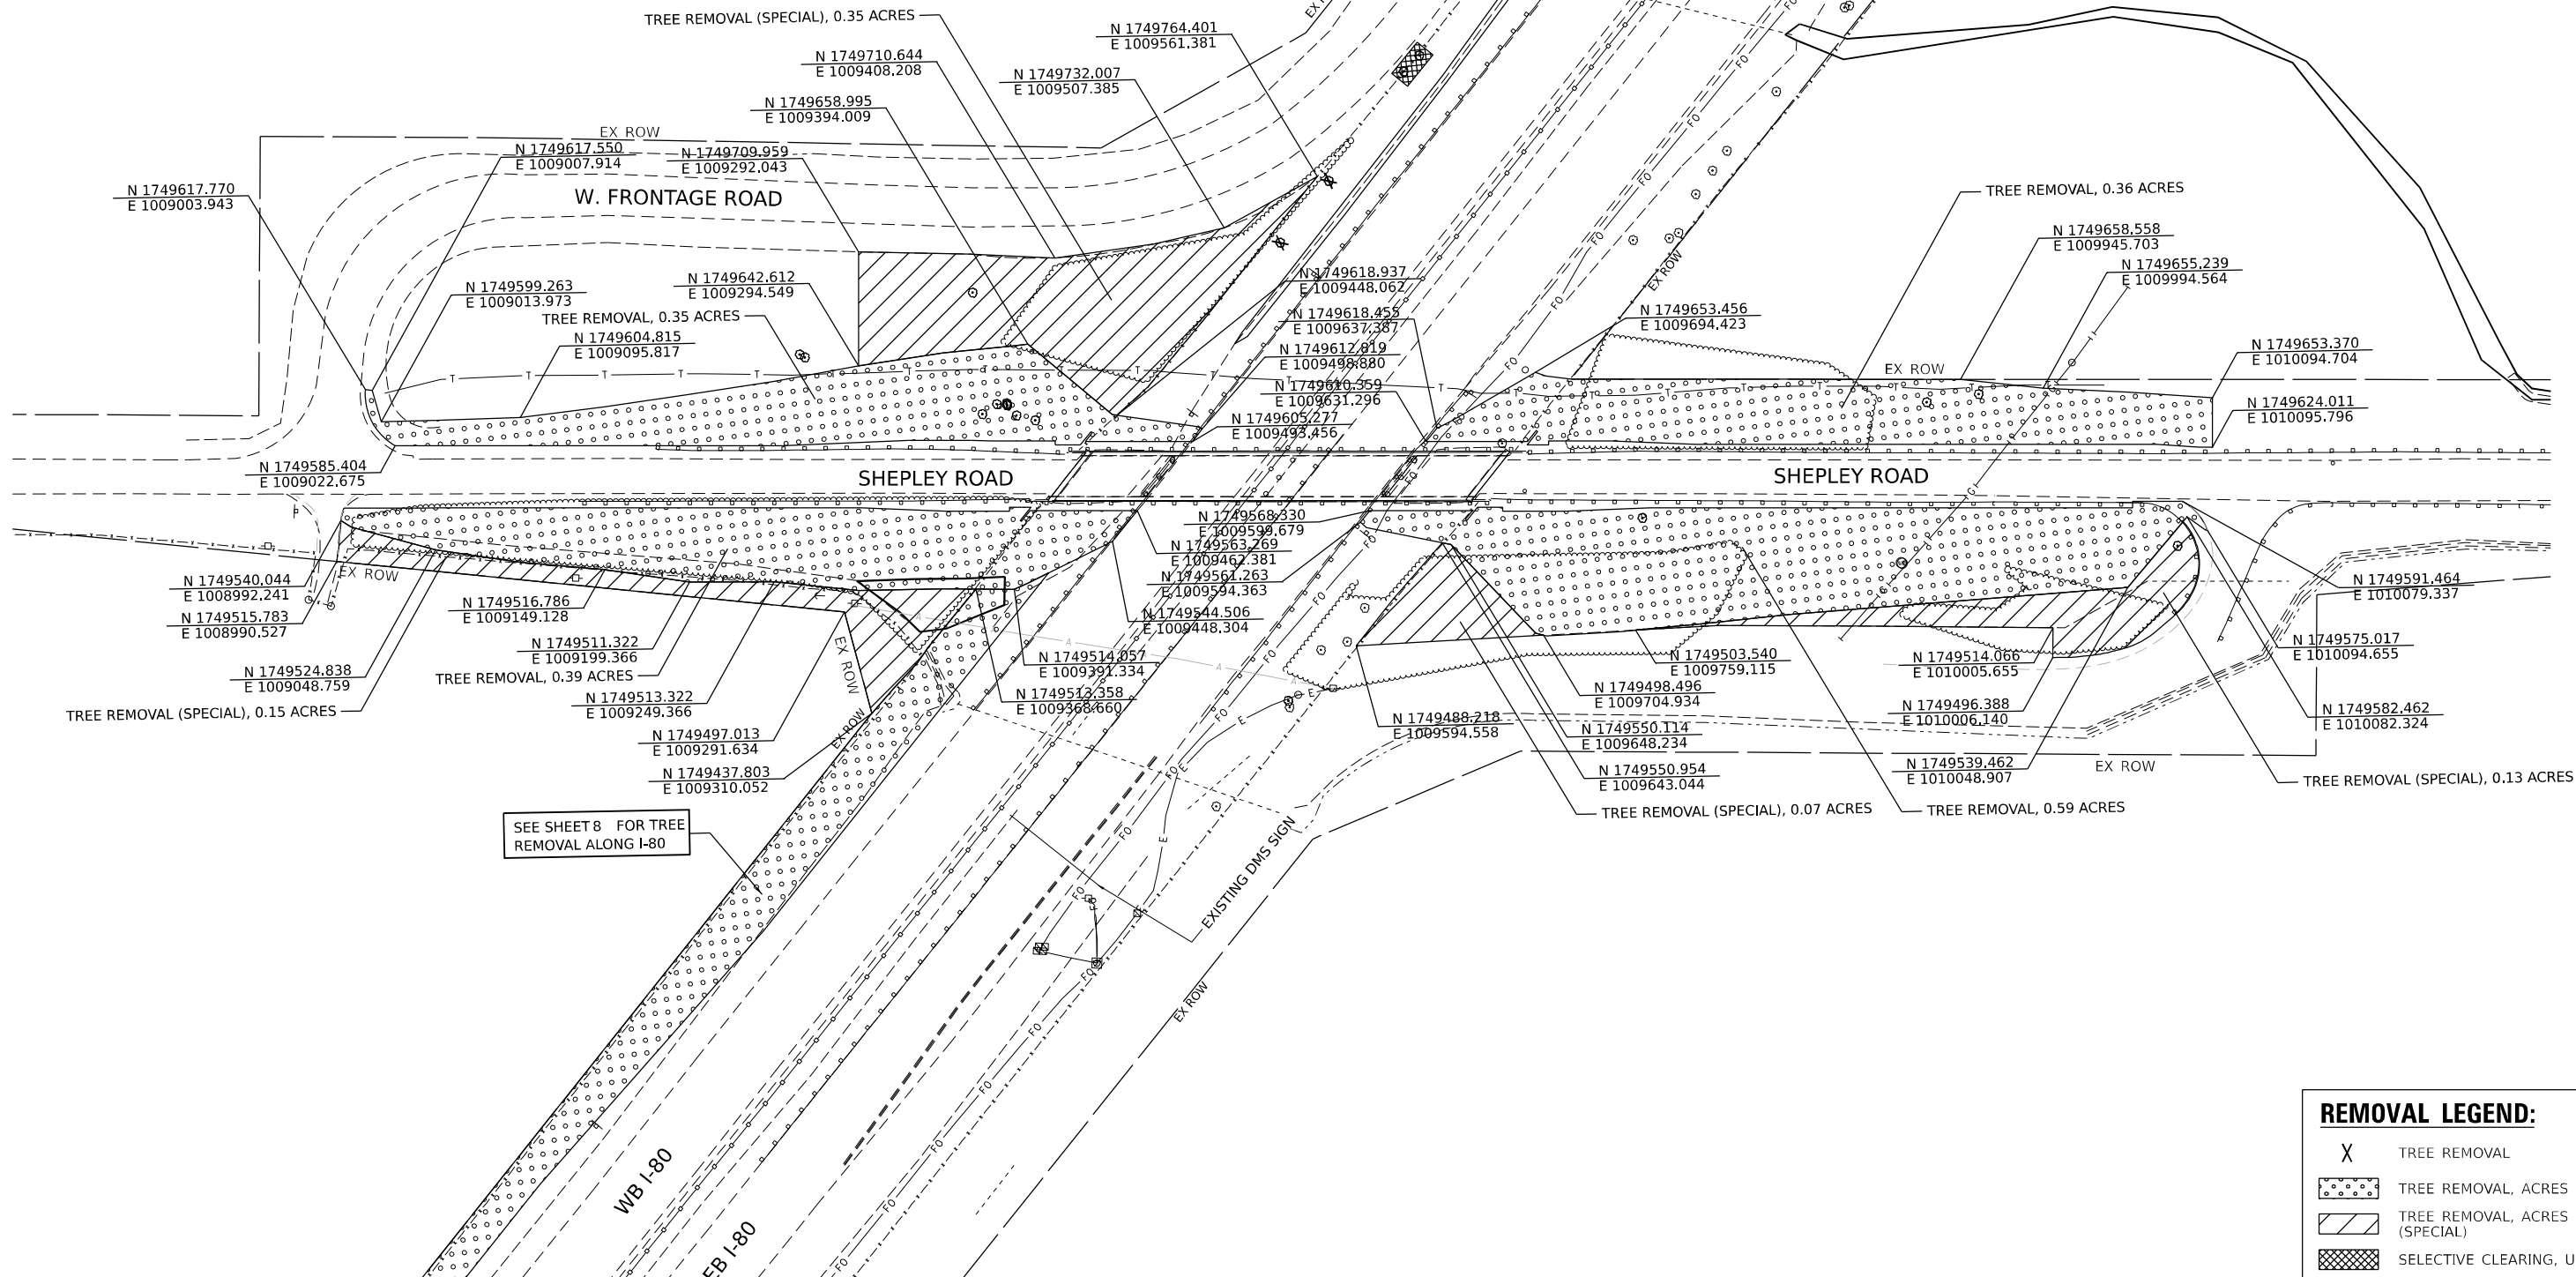 TREE REMOVAL (SPECIAL), 0.35 ACRES
N 1749764.401
E 1009561.381
N 1749710.644
E 1009408.208
N 1749732.007
E 1009507.385
N 1749658.995
E 1009394.009
EX ROW
N 1749617.550
E 1009007.914
N 1749709.959
E 1009292.043
N 1749617.770
E 1009003.943
W. FRONTAGE ROAD
TREE REMOVAL, 0.36 ACRES
N 1749658.558
E 1009945.703
N 1749655.239
E 1009994.564
EX ROW
N 1749599.263
E 1009013.973
N 1749642.612
E 1009294.549
N 1749618.937
E 1009448.062
TREE REMOVAL, 0.35 ACRES
N 1749618.455
E 1009637.387
N 1749653.456
E 1009694.423
N 1749604.815
E 1009095.817
N 1749612.819
E 1009498.880
N 1749653.370
E 1010094.704
EX ROW
N 1749610.359
E 1009631.296
N 1749624.011
E 1010095.796
N 1749605.277
E 1009493.456
N 1749585.404
E 1009022.675
SHEPLEY ROAD
SHEPLEY ROAD
N 1749568.330
E 1009599.679
N 1749563.269
E 1009462.381
N 1749540.044
E 1008992.241
EX ROW
N 1749561.263
E 1009594.363
N 1749591.464
E 1010079.337
N 1749516.786
E 1009149.128
N 1749515.783
E 1008990.527
N 1749544.506
E 1009448.304
N 1749511.322
E 1009199.366
EX ROW
N 1749575.017
E 1010094.655
N 1749514.057
E 1009391.334
N 1749503.540
E 1009759.115
N 1749514.066
E 1010005.655
N 1749524.838
E 1009048.759
TREE REMOVAL, 0.39 ACRES
N 1749513.322
E 1009249.366
N 1749513.358
E 1009368.660
N 1749498.496
E 1009704.934
TREE REMOVAL (SPECIAL), 0.15 ACRES
N 1749488.218
E 1009594.558
N 1749496.388
E 1010006.140
N 1749582.462
E 1010082.324
N 1749497.013
E 1009291.634
EX ROW
N 1749550.114
E 1009648.234
N 1749437.803
E 1009310.052
N 1749550.954
E 1009643.044
N 1749539.462
E 1010048.907
EX ROW
TREE REMOVAL (SPECIAL), 0.13 ACRES
TREE REMOVAL (SPECIAL), 0.07 ACRES
TREE REMOVAL, 0.59 ACRES
SEE SHEET 8 FOR TREE
REMOVAL ALONG I-80
EXISTING DMS SIGN
EX ROW
WB I-80
EB I-80
REMOVAL LEGEND:
X TREE REMOVAL
TREE REMOVAL, ACRES
TREE REMOVAL, ACRES
(SPECIAL)
SELECTIVE CLEARING, U